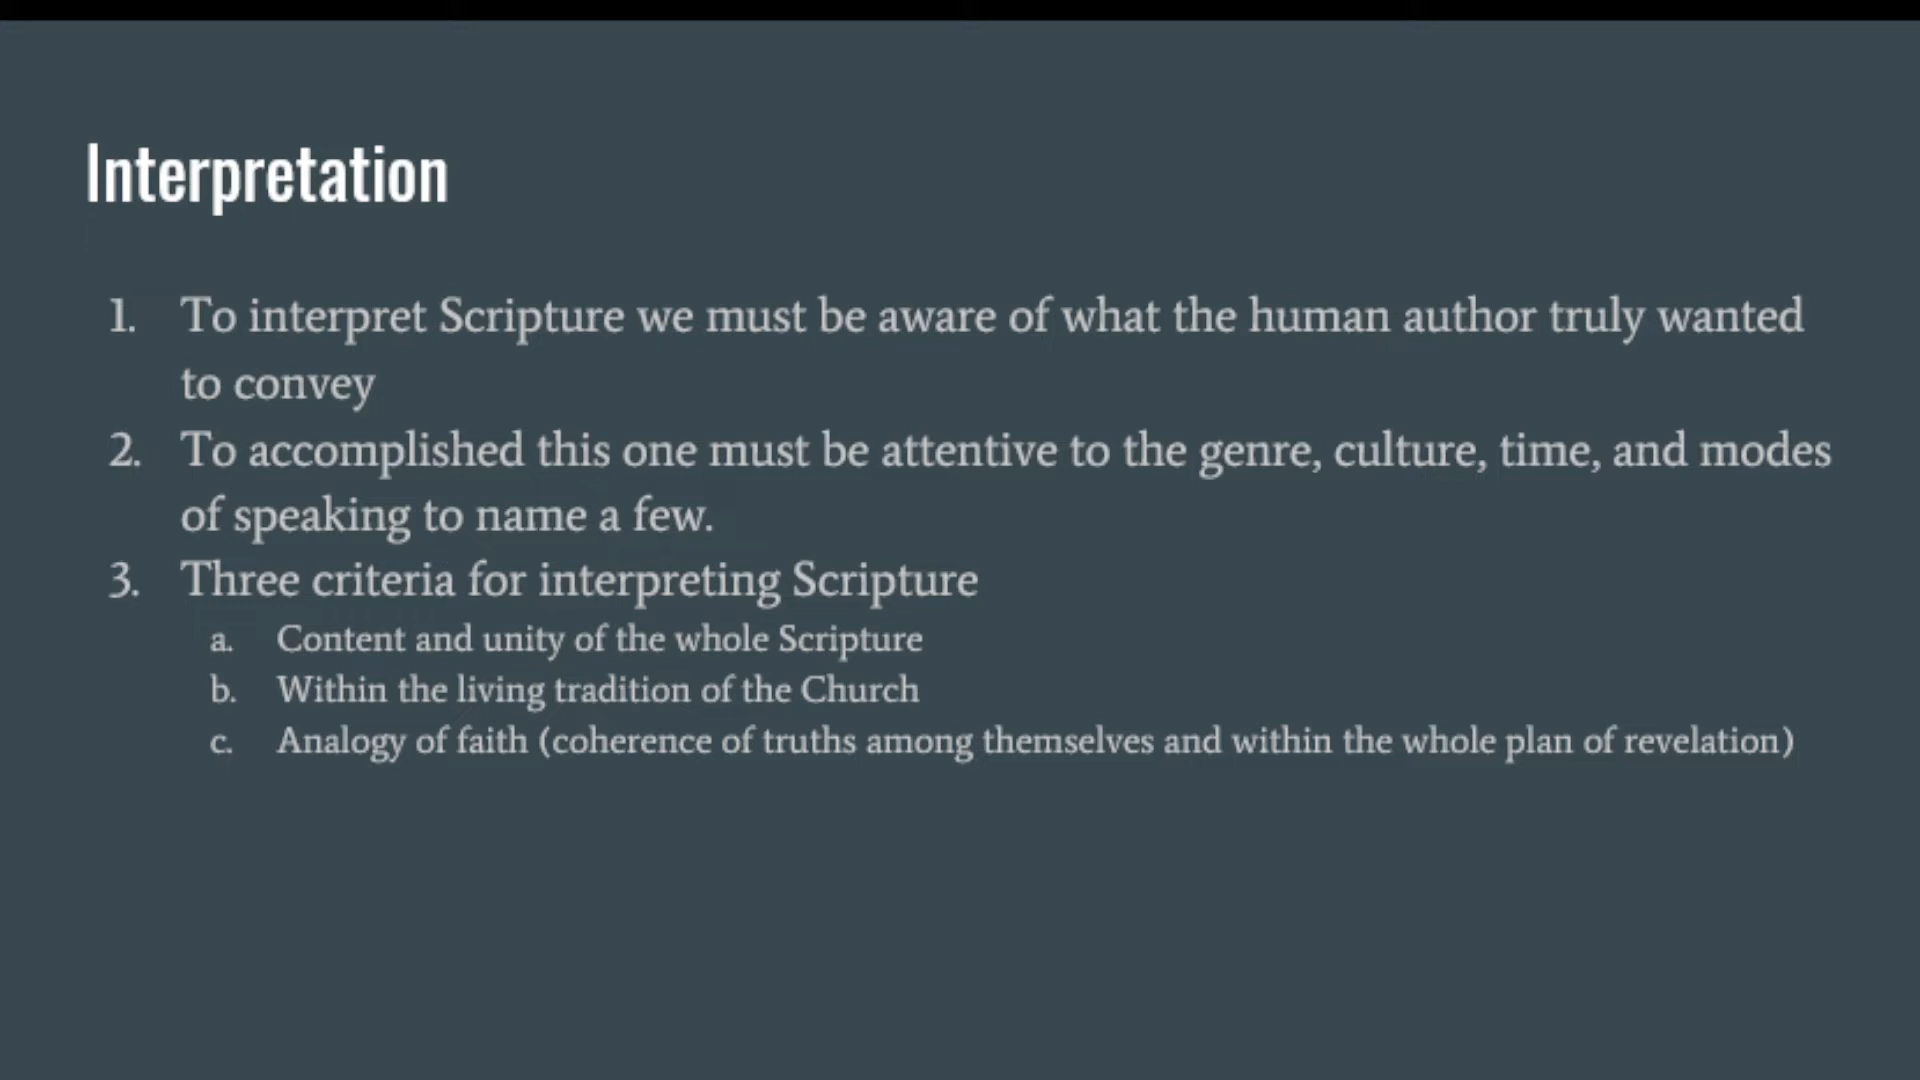 Interpretation
1. To interpret Scripture we must be aware of what the human author truly wanted
to convey
2. To accomplished this one must be attentive to the genre, culture, time, and modes
of speaking to name a few.
3. Three criteria for interpreting Scripture
a. Content and unity of the whole Scripture
b. Within the living tradition of the Church
c. Analogy of faith (coherence of truths among themselves and within the whole plan of revelation)